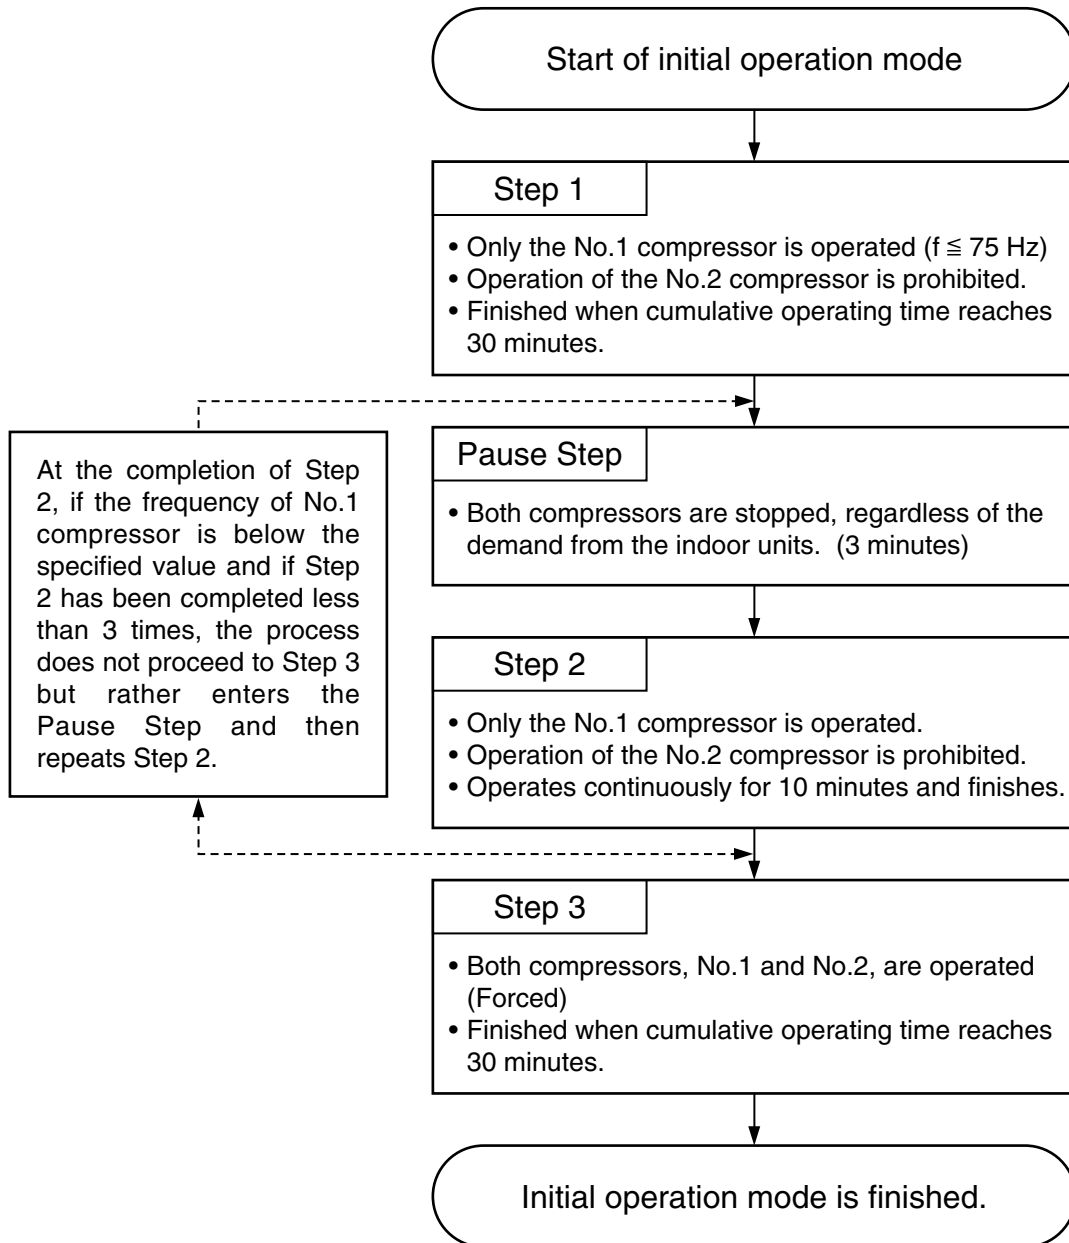 Start of initial operation mode
Step 1
• Only the No.1 compressor is operated (f ≦ 75 Hz)
• Operation of the No.2 compressor is prohibited.
• Finished when cumulative operating time reaches
30 minutes.
Pause Step
• Both compressors are stopped, regardless of the
demand from the indoor units.  (3 minutes)
At the completion of Step
2, if the frequency of No.1
compressor is below the
specified value and if Step
2 has been completed less
than 3 times, the process
does not proceed to Step 3
but rather enters the
Pause Step and then
repeats Step 2.
Step 2
• Only the No.1 compressor is operated.
• Operation of the No.2 compressor is prohibited.
• Operates continuously for 10 minutes and finishes.
Step 3
• Both compressors, No.1 and No.2, are operated
(Forced)
• Finished when cumulative operating time reaches
30 minutes.
Initial operation mode is finished.